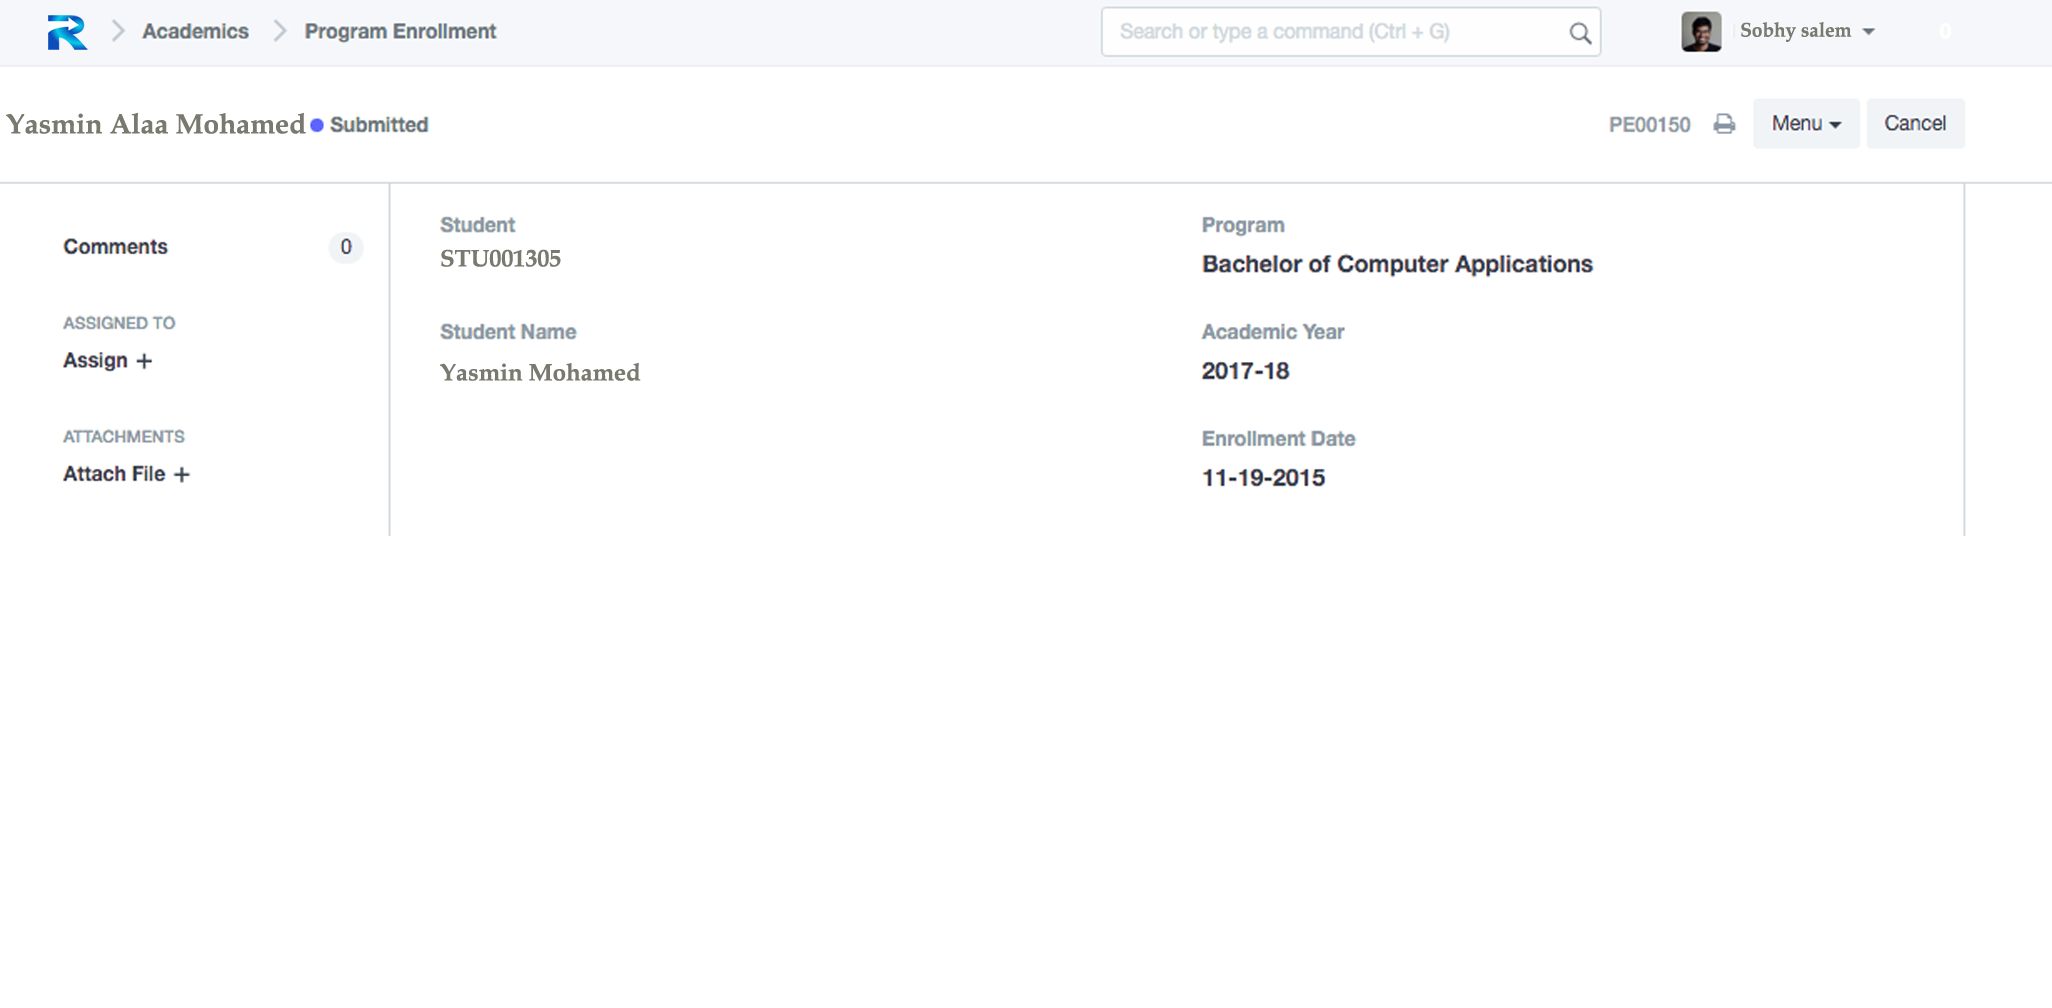 Academics Program Enrollment
Search or type a command (Ctrl + G)
Sobhy salem
0
Yasmin Alaa Mohamed Submitted
PE00150
Menu
Cancel
Comments 0
ASSIGNED TO
Assign +
ATTACHMENTS
Attach File +
Student
STU001305
Student Name
Yasmin Mohamed
Program
Bachelor of Computer Applications
Academic Year
2017-18
Enrollment Date
11-19-2015